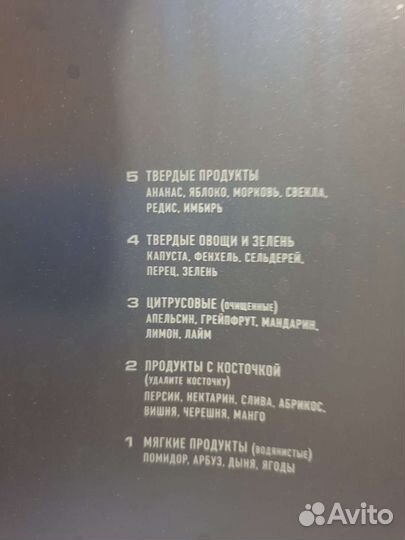 5 ТВЕРДЫЕ ПРОДУКТЫ
АНАНАС, ЯБЛОКО, МОРКОВЬ, СВЕКЛА,
РЕДИС, ИМБИРЬ
4 ТВЕРДЫЕ ОВОЩИ И ЗЕЛЕНЬ
КАПУСТА, ФЕНХЕЛЬ, СЕЛЬДЕРЕЙ,
ПЕРЕЦ, ЗЕЛЕНЬ
3 ЦИТРУСОВЫЕ (ОЧИЩЕННЫЕ)
АПЕЛЬСИН, ГРЕЙПФРУТ, МАНДАРИН,
ЛИМОН, ЛАЙМ
2 ПРОДУКТЫ С КОСТОЧКОЙ
(УДАЛИТЕ КОСТОЧКУ)
ПЕРСИК, НЕКТАРИН, СЛИВА, АБРИКОС,
ВИШНЯ, ЧЕРЕШНЯ, МАНГО
1 МЯГКИЕ ПРОДУКТЫ (ВОДЯНИСТЫЕ)
ПОМИДОР, АРБУЗ, ДЫНЯ, ЯГОДЫ
Avito